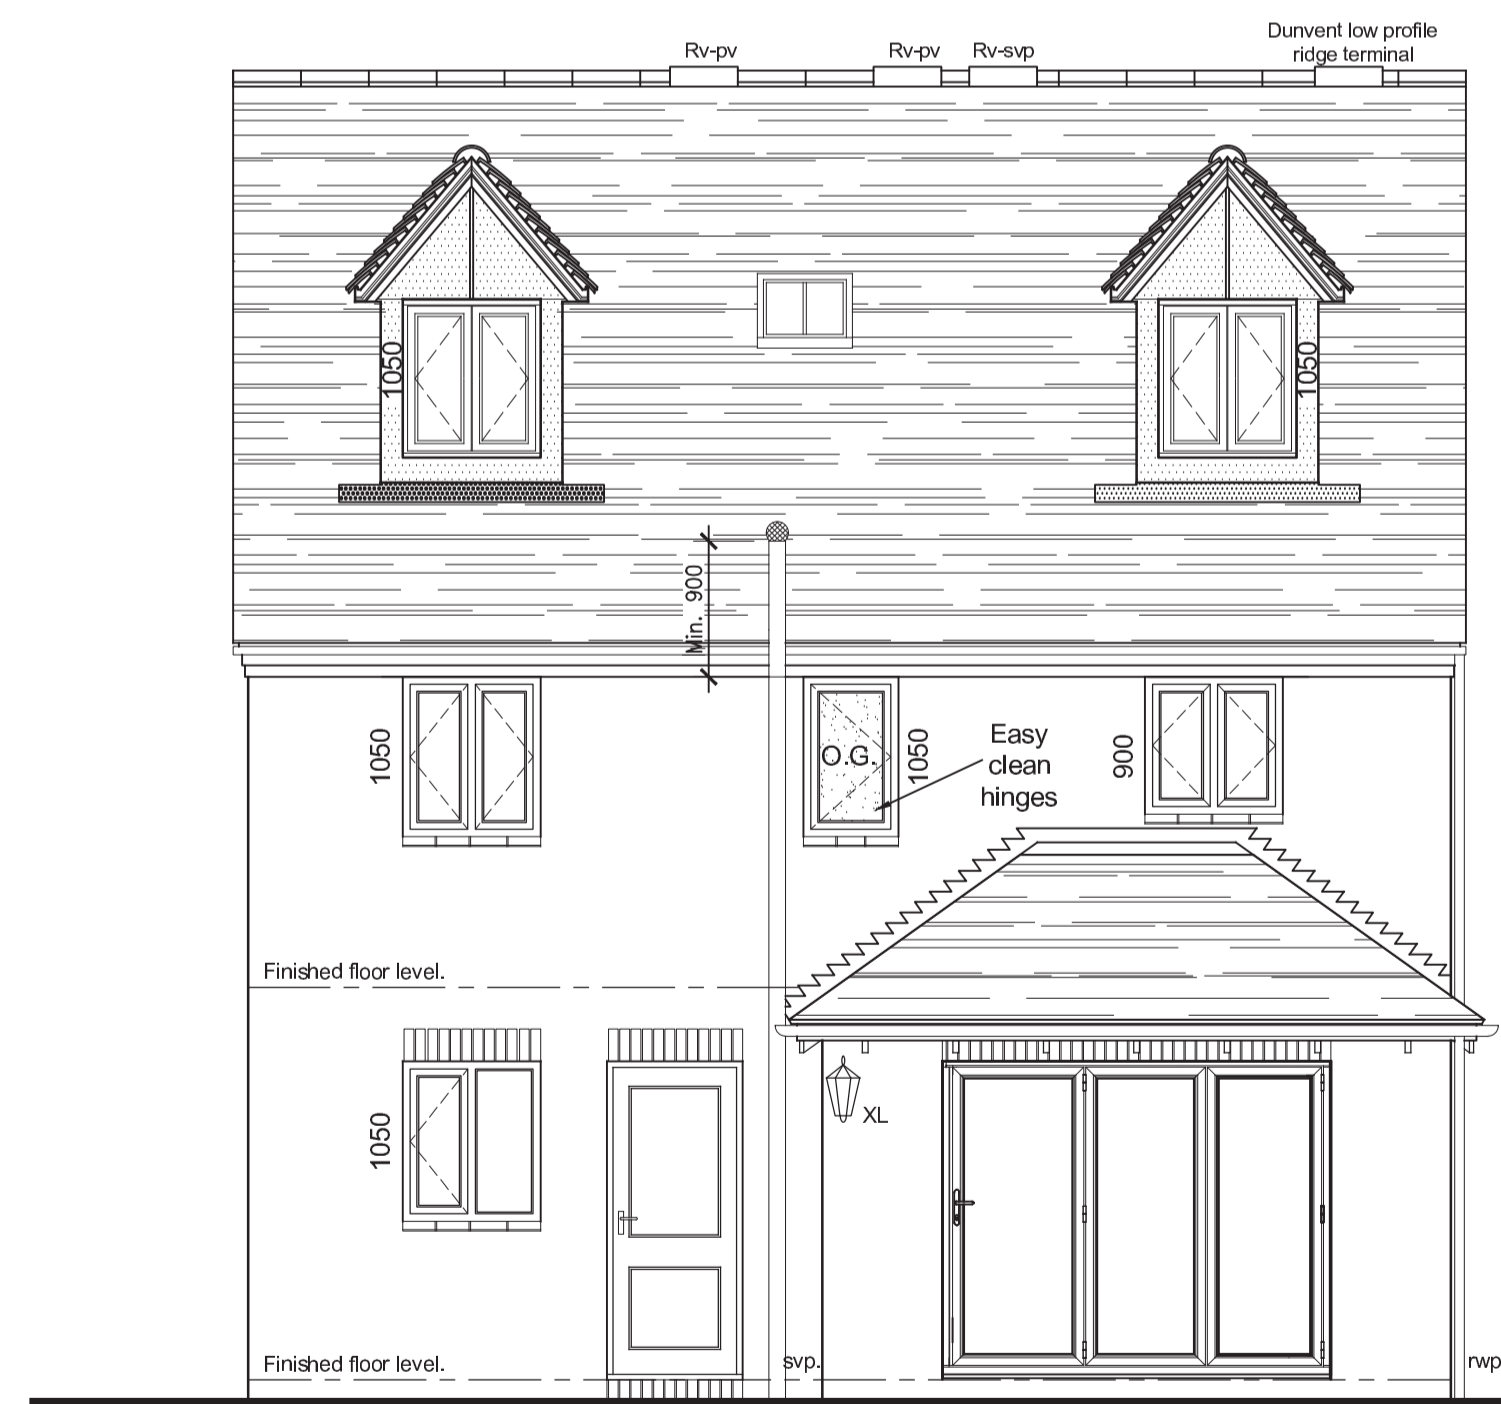 Rv-pv
Rv-pv
Rv-svp
Dunvent low profile
ridge terminal
1050
1050
Min. 900
1050
O.G.
1050
Easy
clean
hinges
900
Finished floor level.
1050
XL
Finished floor level.
svp.
rwp